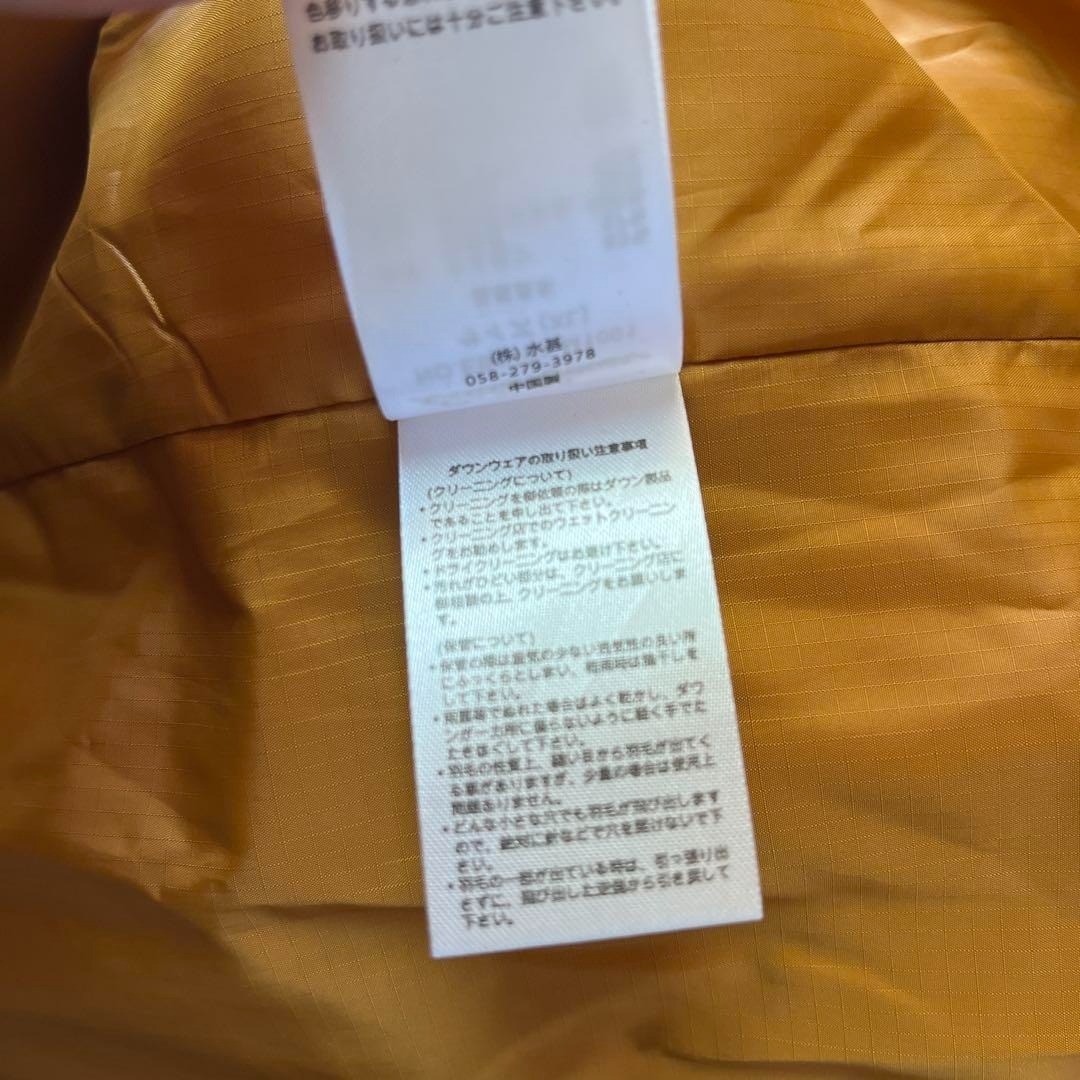 色移りする
お取り扱いには十分ご注意下さい。
(株) 水甚
058-279-3978
中国製
ダウンウェアの取り扱い注意事項
(クリーニングについて)
・クリーニングを御依頼の際はダウン製品
であることを申し出て下さい。
・クリーニング店でのウエットクリーニン
グをお勧めします。
・ドライクリーニングはお避け下さい。
・汚れがひどい部分は、クリーニング店に
御相談の上、クリーニングをお願いしま
す。
(保管について)
・保管の際は湿気の少ない通気性の良い所
にふっくらとしまい、梅雨時は陰干しを
して下さい。
・雨露等でぬれた場合はよく乾かし、ダウ
ンが一カ所に偏らないように軽く手でた
たきほぐして下さい。
・羽毛の性質上、縫い目から羽毛が出てく
る事がありますが、少量の場合は使用上
問題ありません。
・どんな小さな穴でも羽毛が飛び出します
ので、絶対に針などで穴を開けないで下
さい。
・羽毛の一部が出ている時は、引っ張り出
さずに、飛び出した逆側から引き戻して
下さい。